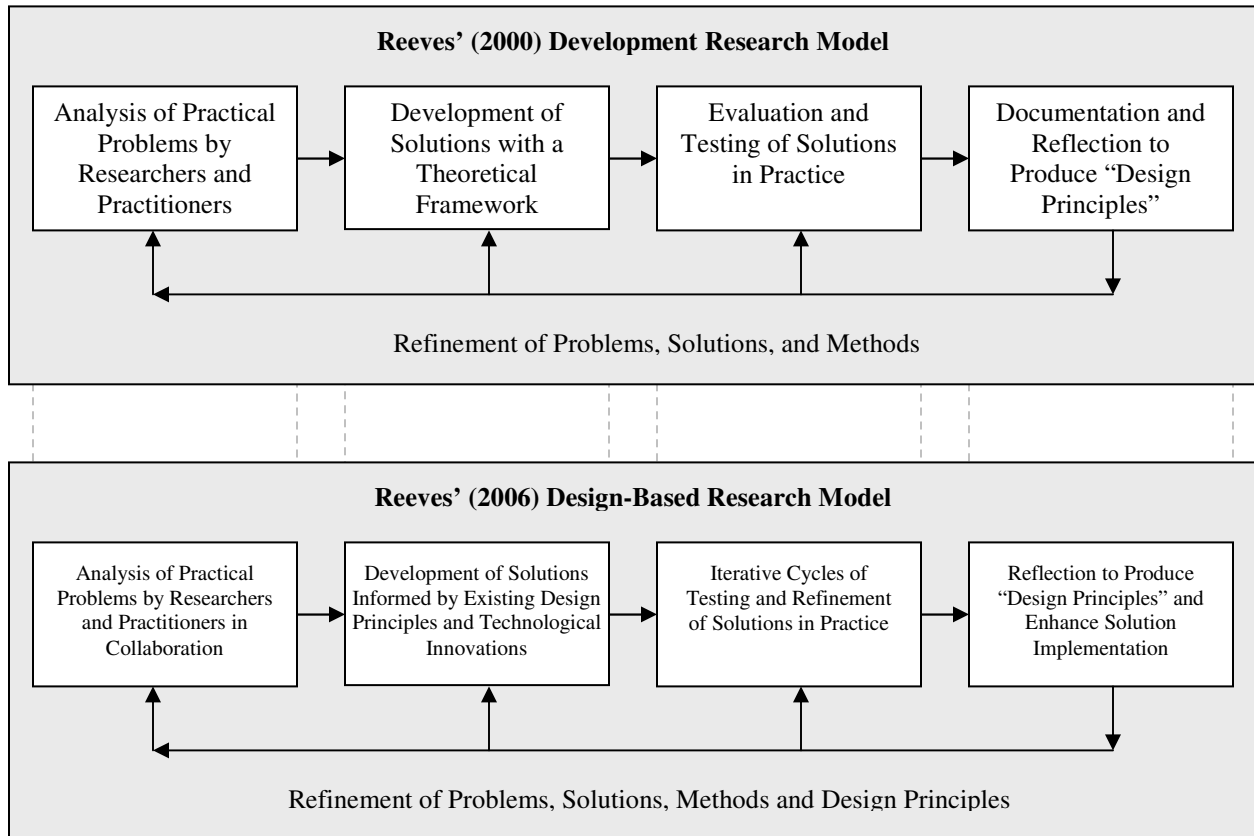 Reeves’ (2000) Development Research Model
Analysis of Practical
Problems by
Researchers and
Practitioners
Development of
Solutions with a
Theoretical
Framework
Evaluation and
Testing of Solutions
in Practice
Documentation and
Reflection to
Produce “Design
Principles”
Refinement of Problems, Solutions, and Methods
Reeves’ (2006) Design-Based Research Model
Analysis of Practical
Problems by Researchers
and Practitioners in
Collaboration
Development of Solutions
Informed by Existing Design
Principles and Technological
Innovations
Iterative Cycles of
Testing and Refinement
of Solutions in Practice
Reflection to Produce
“Design Principles” and
Enhance Solution
Implementation
Refinement of Problems, Solutions, Methods and Design Principles